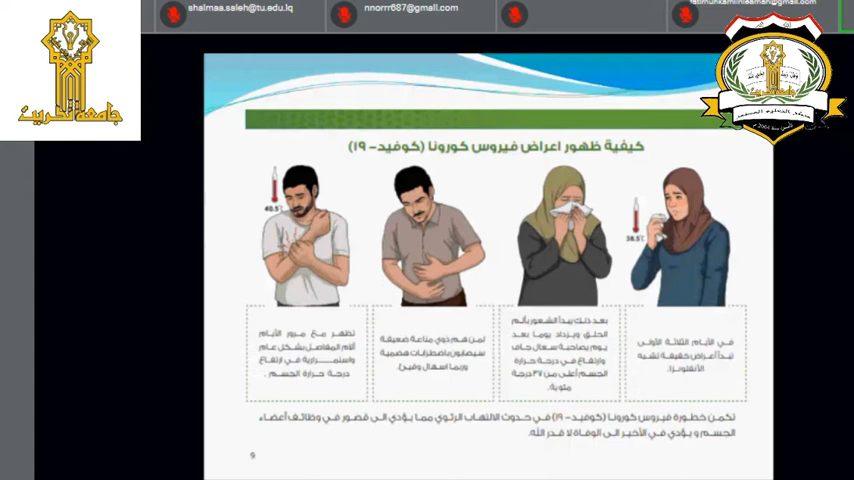 shalmaa.saleh@tu.edu.iq
nnorrr687@gmail.com
fatimunkamilnleaman@gmail.com
جامعة تكريت
كيفية ظهور اعراض فيروس كورونا (كوفيد-١٩)
40.5°C
38.5°C
في الأيام الثلاثة الأولى
تبدأ أعراض خفيفة تشبه
الأنفلونزا.
بعد ذلك يبدأ الشعور بألم
الحلق ويزداد يوما بعد
يوم يصاحبة سعال جاف
وارتفاع في درجة حرارة
الجسم أعلى من ٣٧ درجة
مئوية.
لمن هم ذوي مناعة ضعيفة
سيصابون باضطرابات هضمية
وربما اسهال وقيئ.
تظهر مع مرور الأيام
آلام المفاصل بشكل عام
واستمرارية في ارتفاع
درجة حرارة الجسم .
تكمن خطورة فيروس كورونا (كوفيد-١٩) في حدوث الالتهاب الرئوي مما يؤدي الى قصور في وظائف أعضاء
الجسم و يؤدي في الأخير الى الوفاة لا قدر الله.
9